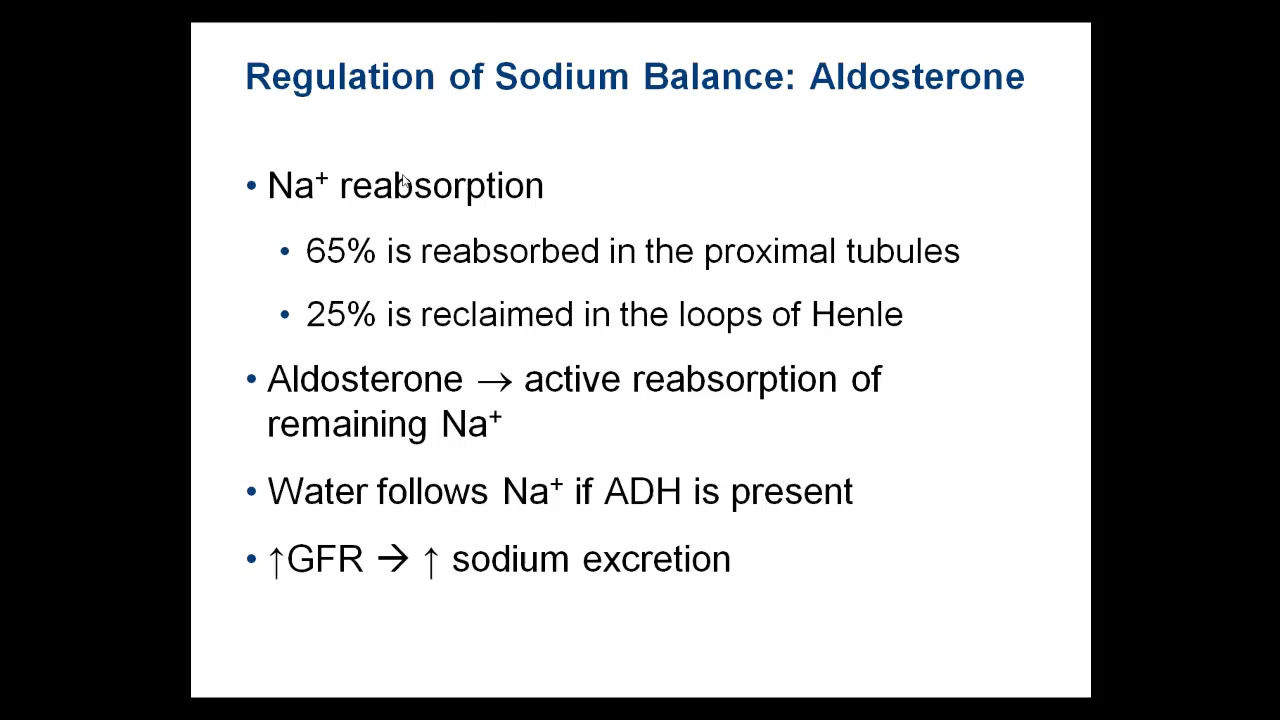 Regulation of Sodium Balance: Aldosterone
• Na⁺ reabsorption
• 65% is reabsorbed in the proximal tubules
• 25% is reclaimed in the loops of Henle
• Aldosterone → active reabsorption of
remaining Na⁺
• Water follows Na⁺ if ADH is present
• ↑GFR → ↑ sodium excretion